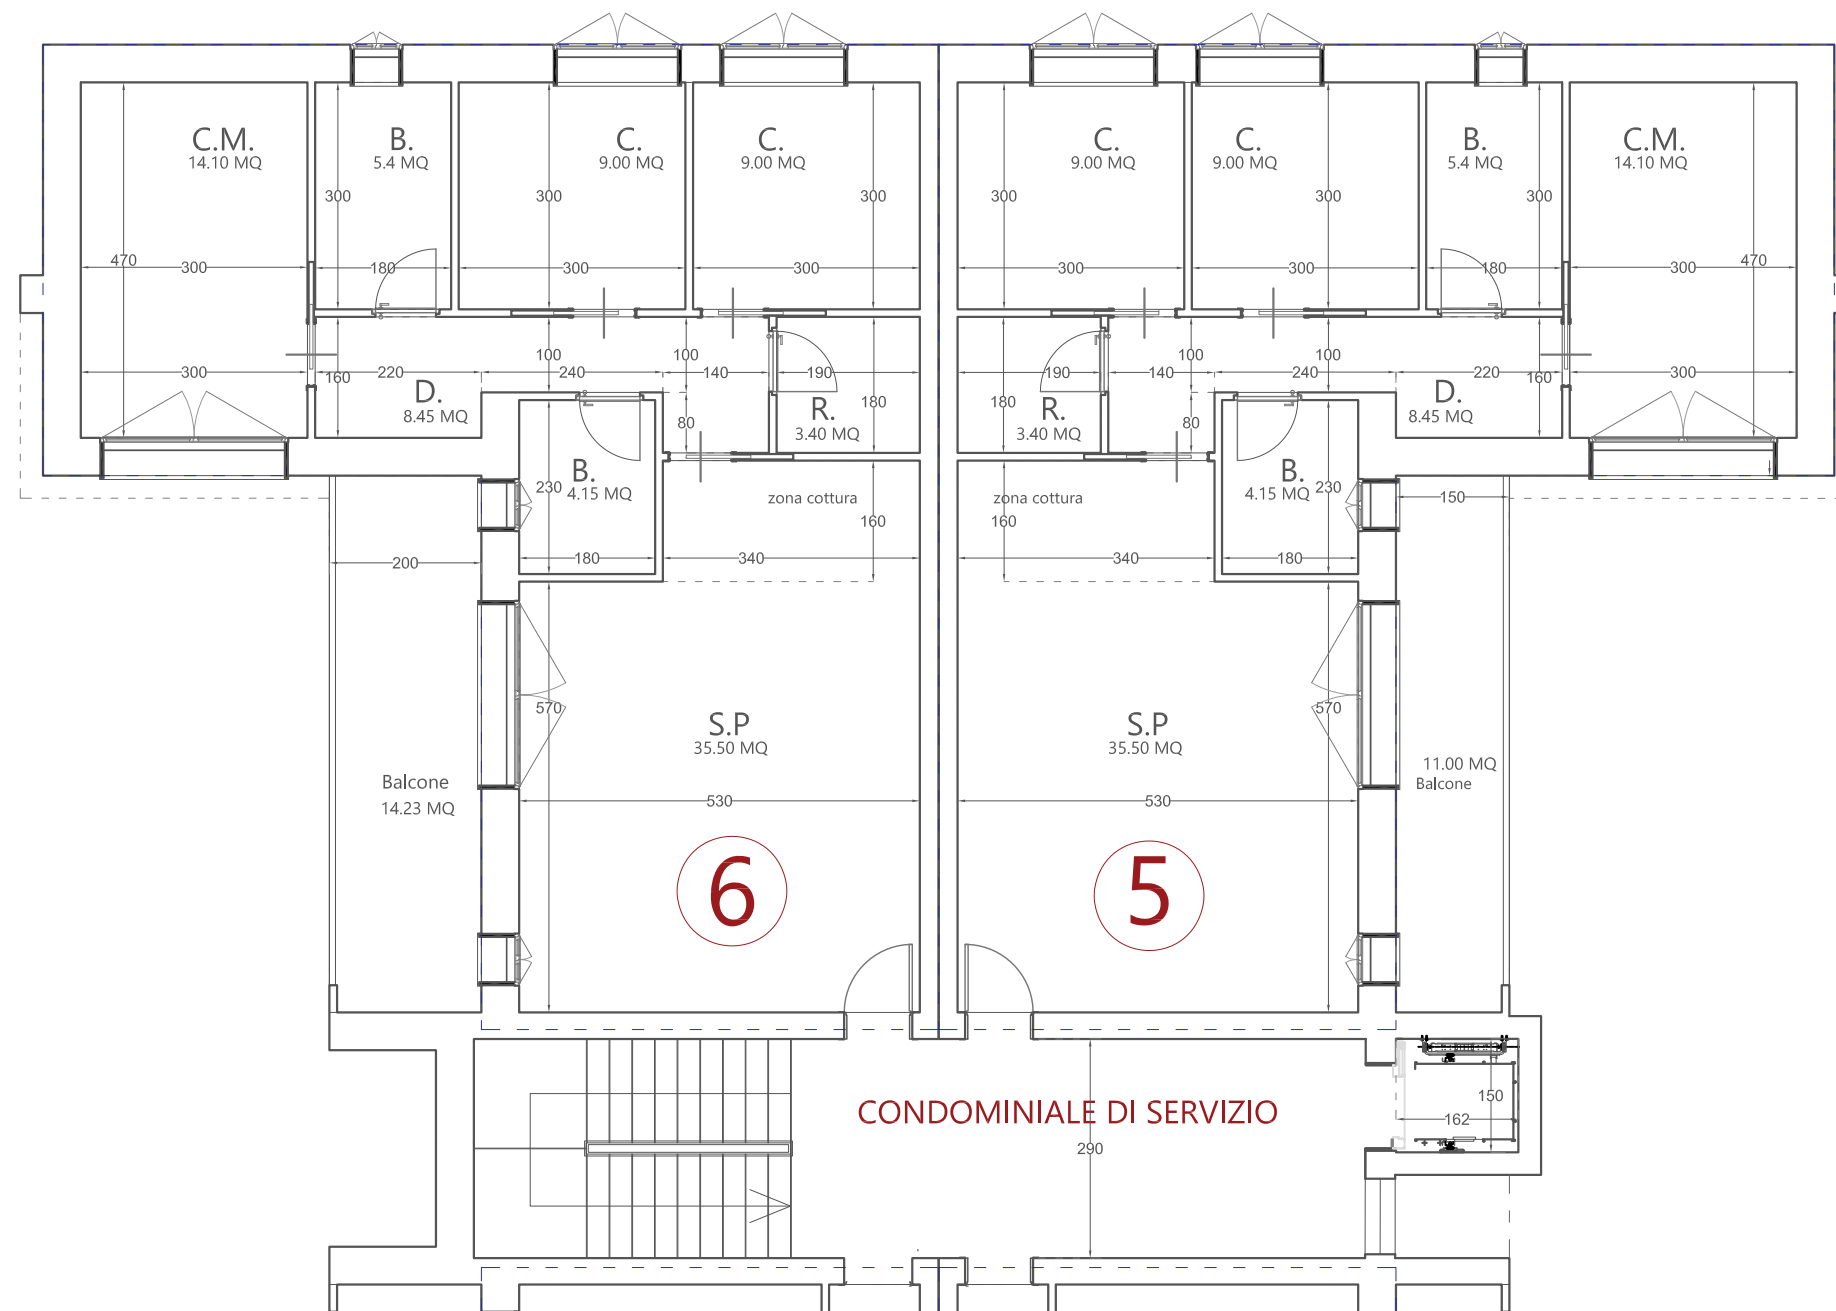 C.M.
14.10 MQ
B.
5.4 MQ
C.
9.00 MQ
C.
9.00 MQ
C.
9.00 MQ
C.
9.00 MQ
B.
5.4 MQ
C.M.
14.10 MQ
300
300
300
300
300
300
470
300
180
300
300
300
300
180
300
470
300
160
220
100
240
100
140
190
180
190
180
140
100
240
100
220
160
300
D.
8.45 MQ
R.
3.40 MQ
80
R.
3.40 MQ
80
D.
8.45 MQ
B.
4.15 MQ
230
zona cottura
160
zona cottura
160
B.
4.15 MQ
230
150
200
180
340
340
180
570
S.P
35.50 MQ
S.P
35.50 MQ
570
Balcone
14.23 MQ
11.00 MQ
Balcone
530
530
6
5
CONDOMINIALE DI SERVIZIO
290
150
162